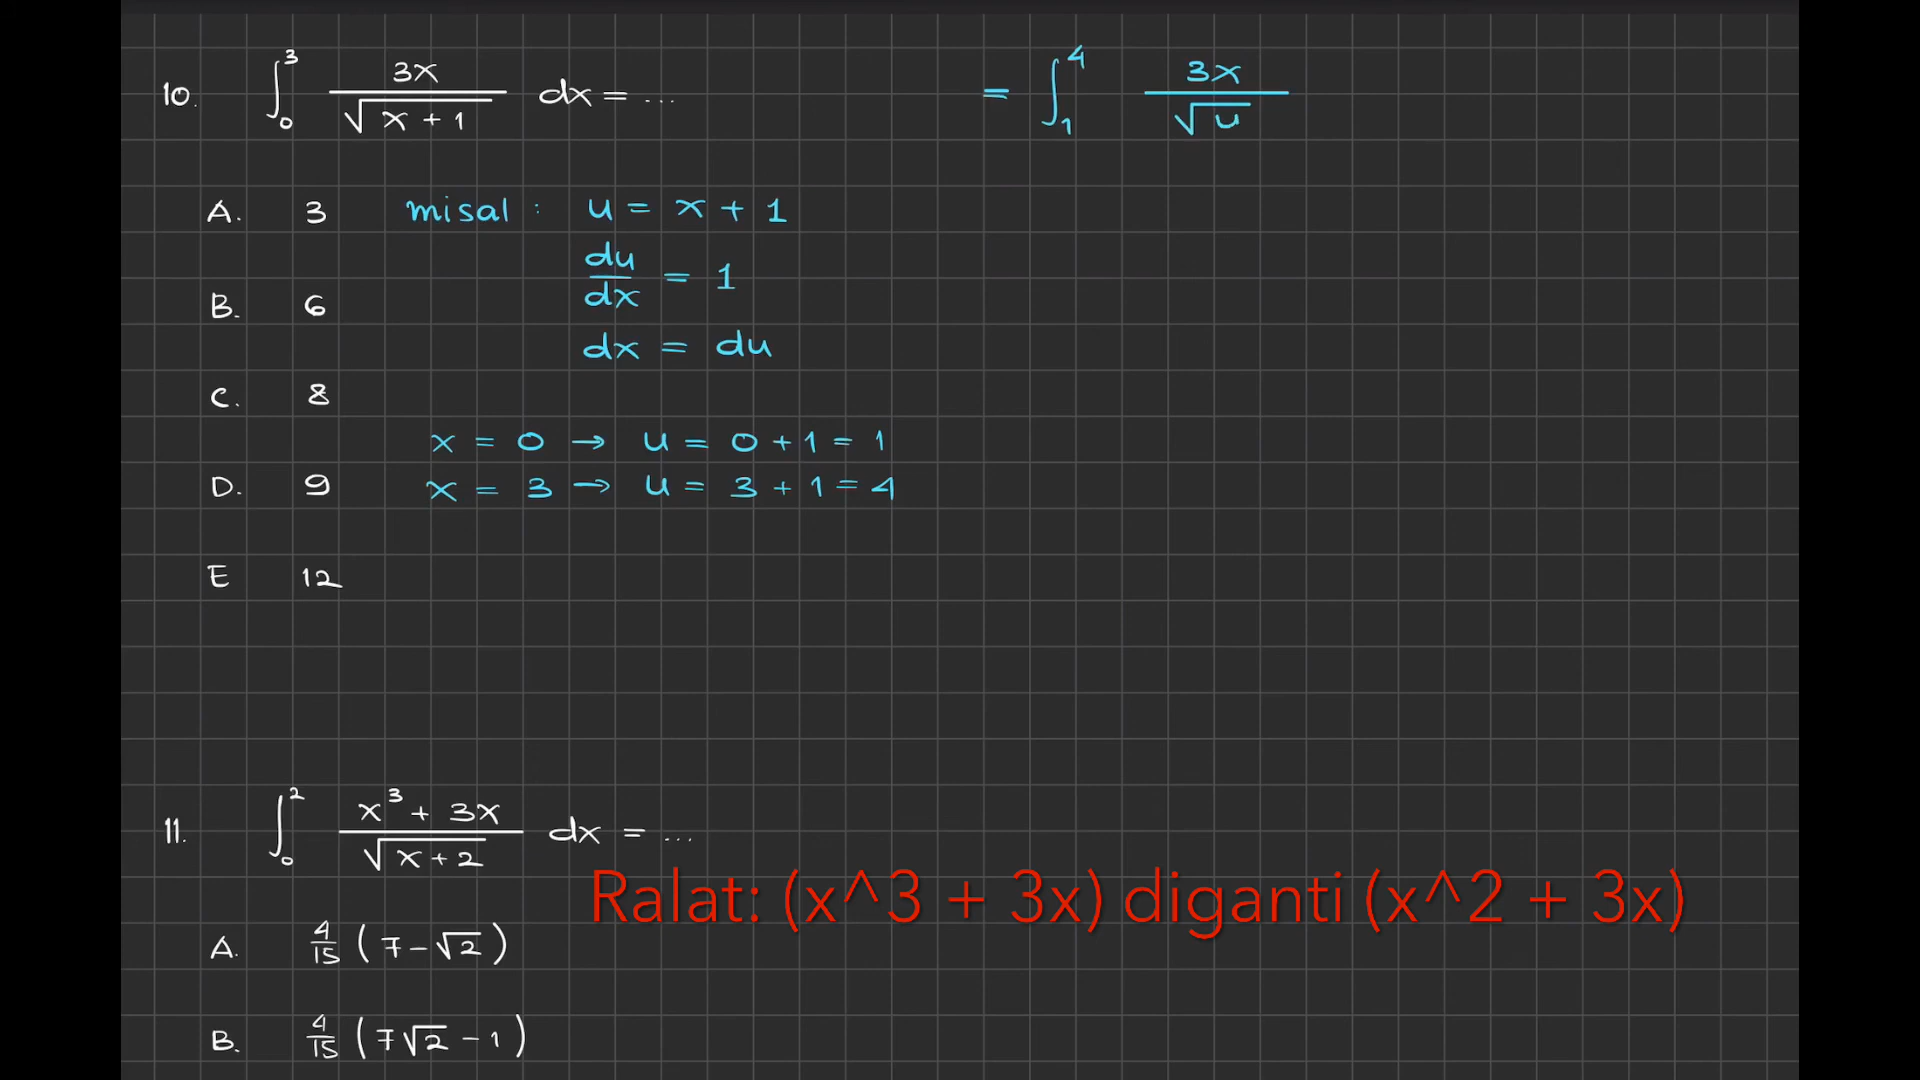 10. ∫₀³ 3x / √(x + 1) dx = ...
= ∫₁⁴ 3x / √u
A. 3
misal : u = x + 1
du/dx = 1
B. 6
dx = du
C. 8
x = 0 → u = 0 + 1 = 1
D. 9
x = 3 → u = 3 + 1 = 4
E 12
11. ∫₀² (x³ + 3x) / √(x+2) dx = ...
Ralat: (x^3 + 3x) diganti (x^2 + 3x)
A. 4/15 (7 - √2)
B. 4/15 (7√2 - 1)